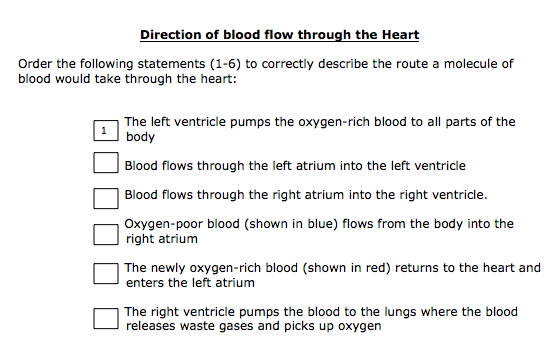 Direction of blood flow through the Heart
Order the following statements (1-6) to correctly describe the route a molecule of
blood would take through the heart:
1
The left ventricle pumps the oxygen-rich blood to all parts of the
body
Blood flows through the left atrium into the left ventricle
Blood flows through the right atrium into the right ventricle.
Oxygen-poor blood (shown in blue) flows from the body into the
right atrium
The newly oxygen-rich blood (shown in red) returns to the heart and
enters the left atrium
The right ventricle pumps the blood to the lungs where the blood
releases waste gases and picks up oxygen